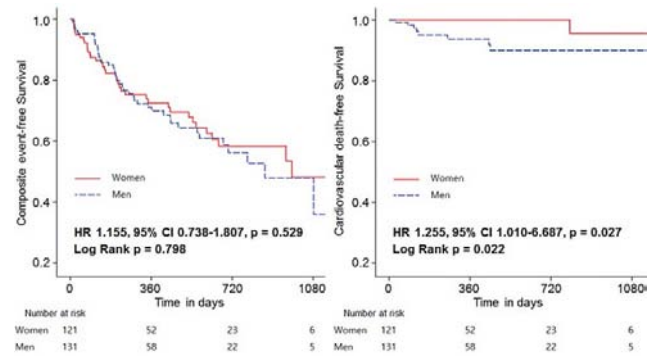 Composite event-free Survival
1.0
0.8
0.6
0.4
0.2
Women
Men
HR 1.155, 95% CI 0.738-1.807, p = 0.529
Log Rank p = 0.798
0 360 720 1080
Time in days
Number at risk
Women 121 52 23 6
Men 131 58 22 5
Cardiovascular death-free Survival
1.0
0.8
0.6
0.4
0.2
Women
Men
HR 1.255, 95% CI 1.010-6.687, p = 0.027
Log Rank p = 0.022
0 360 720 1080
Time in days
Number at risk
Women 121 52 23 6
Men 131 58 22 5